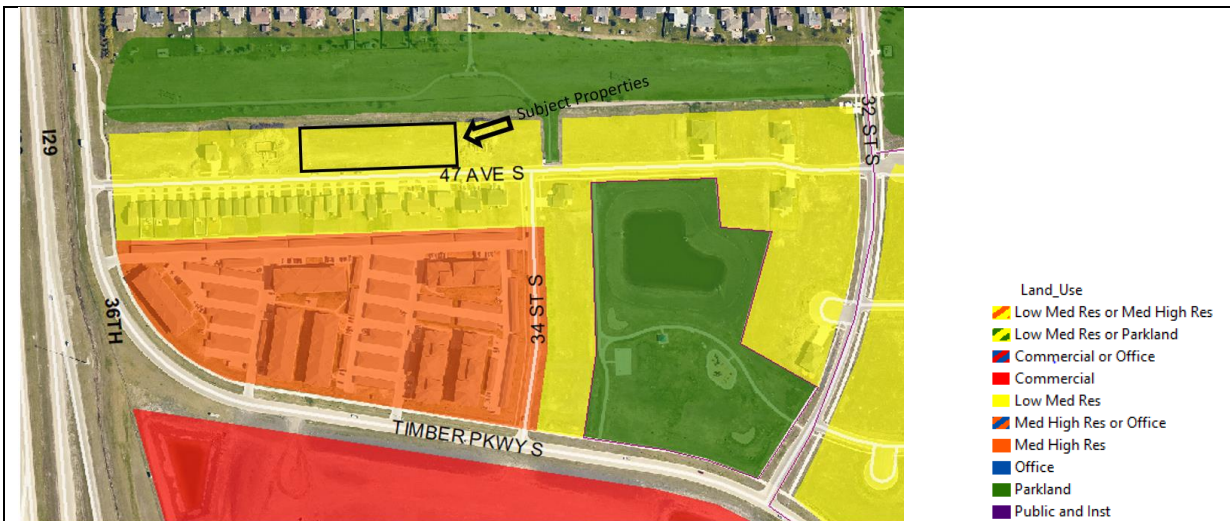 Subject Properties
32 ST S
I29
47 AVE S
34 ST S
36TH
TIMBER PKWY S
Land_Use
Low Med Res or Med High Res
Low Med Res or Parkland
Commercial or Office
Commercial
Low Med Res
Med High Res or Office
Med High Res
Office
Parkland
Public and Inst